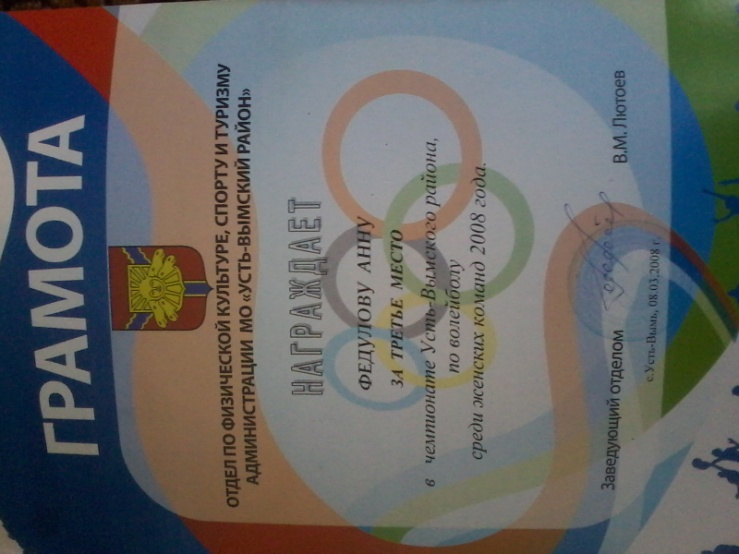 ГРАМОТА
ОТДЕЛ ПО ФИЗИЧЕСКОЙ КУЛЬТУРЕ, СПОРТУ И ТУРИЗМУ
АДМИНИСТРАЦИИ МО «УСТЬ-ВЫМСКИЙ РАЙОН»
НАГРАЖДАЕТ
ФЕДУЛОВУ АННУ
ЗА ТРЕТЬЕ МЕСТО
в чемпионате Усть-Вымского района,
по волейболу
среди женских команд 2008 года.
Заведующий отделом В.М. Лютоев
с.Усть-Вымь, 08.03.2008 г.